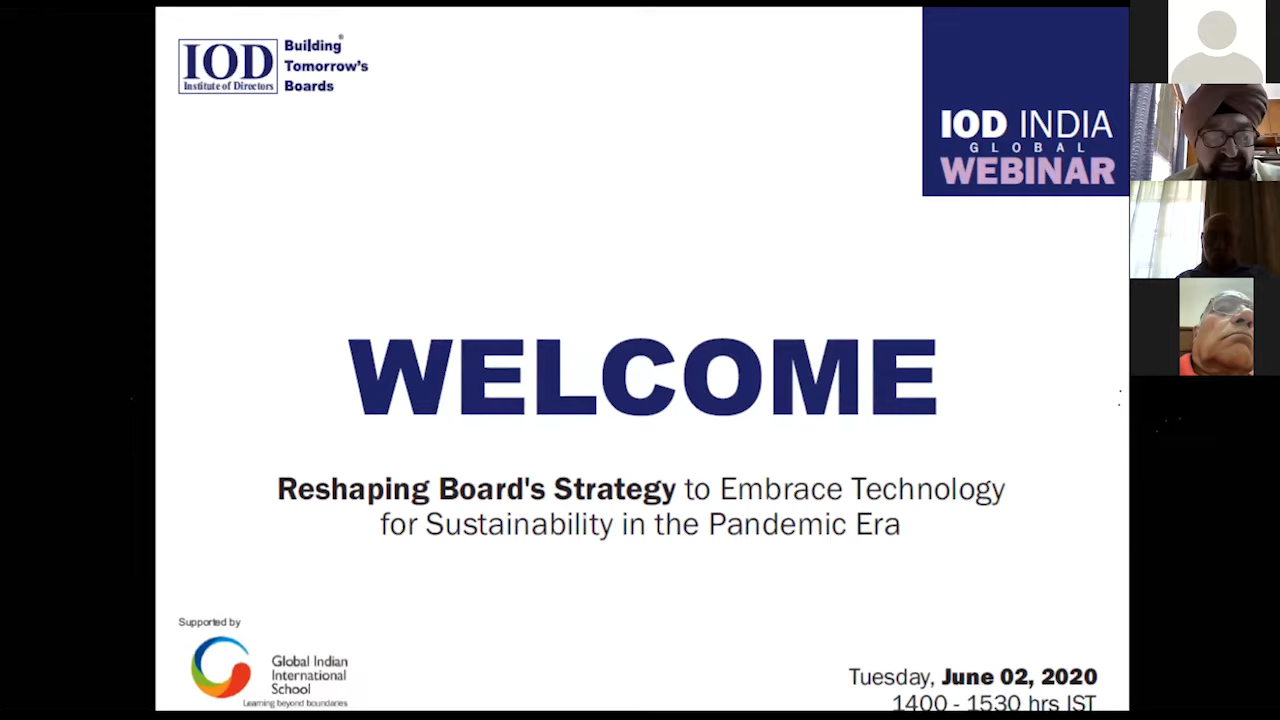 IOD
Institute of Directors
Building®
Tomorrow's
Boards
IOD INDIA
GLOBAL
WEBINAR
WELCOME
Reshaping Board's Strategy to Embrace Technology
for Sustainability in the Pandemic Era
Supported by
Global Indian
International
School
Learning beyond boundaries
Tuesday, June 02, 2020
1400 - 1530 hrs IST